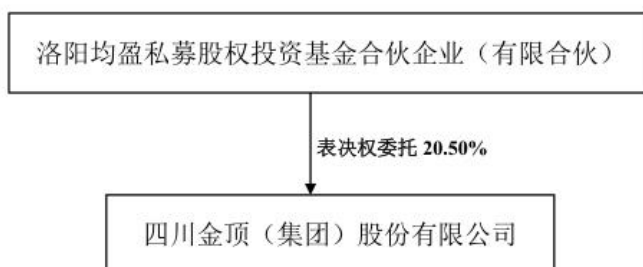 洛阳均盈私募股权投资基金合伙企业（有限合伙）
表决权委托 20.50%
四川金顶（集团）股份有限公司